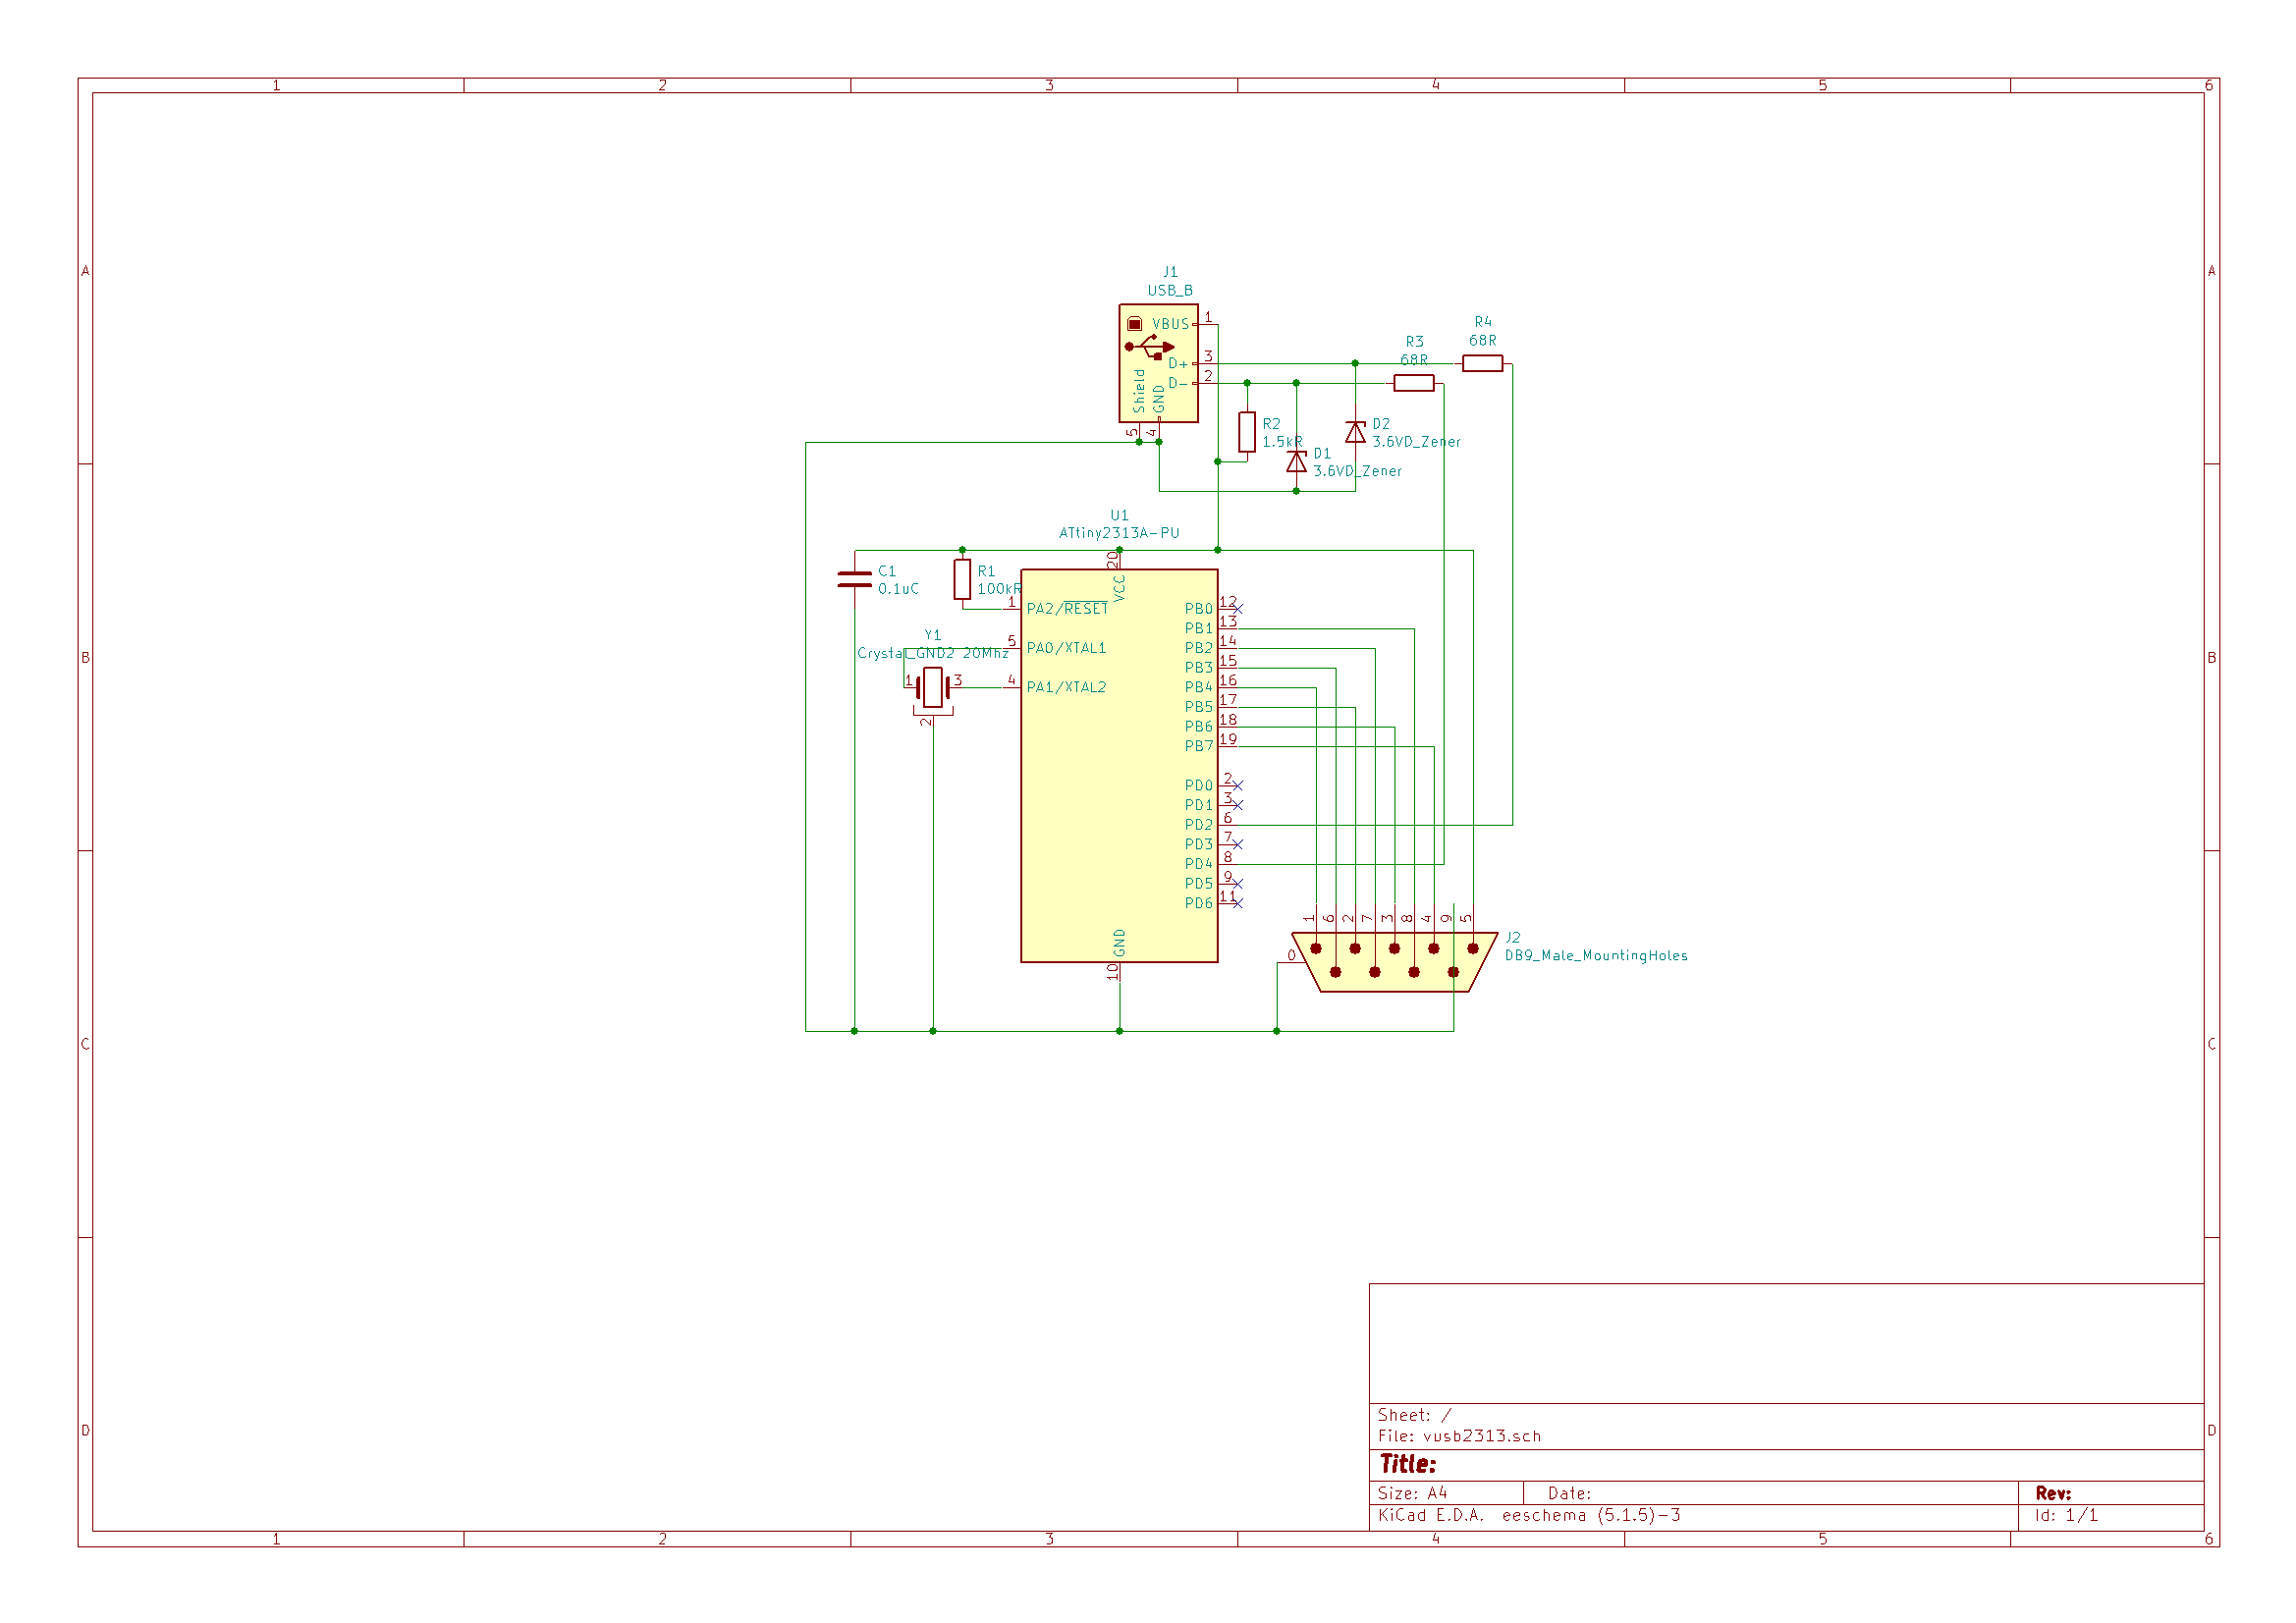 1 2 3 4 5 6
A A
J1
USB_B
VBUS 1
D+ 3
D- 2
Shield
GND
5 4
R4
68R
R3
68R
R2
1.5kR
D2
3.6VD_Zener
D1
3.6VD_Zener
U1
ATtiny2313A-PU
C1
0.1uC
R1
100kR
20
VCC
1 PA2/RESET
5 PA0/XTAL1
4 PA1/XTAL2
Y1
Crystal_GND2 20Mhz
1 3
2
PB0 12
PB1 13
PB2 14
PB3 15
PB4 16
PB5 17
PB6 18
PB7 19
PD0 2
PD1 3
PD2 6
PD3 7
PD4 8
PD5 9
PD6 11
GND
10
B B
1 6 2 7 3 8 4 9 5
0
J2
DB9_Male_MountingHoles
C C
D D
Sheet: /
File: vusb2313.sch
Title:
Size: A4 Date: Rev:
KiCad E.D.A. eeschema (5.1.5)-3 Id: 1/1
1 2 3 4 5 6